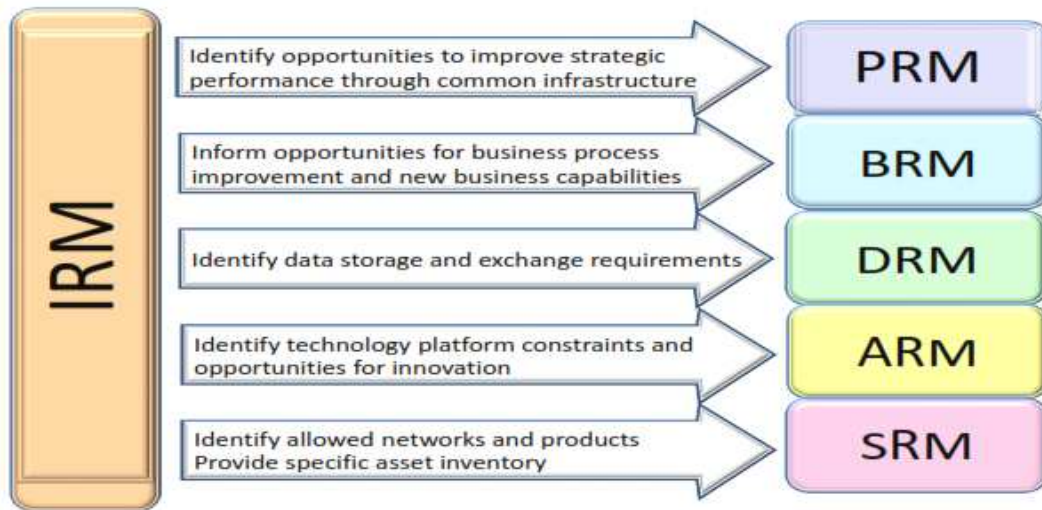 IRM
Identify opportunities to improve strategic
performance through common infrastructure
PRM
Inform opportunities for business process
improvement and new business capabilities
BRM
Identify data storage and exchange requirements
DRM
Identify technology platform constraints and
opportunities for innovation
ARM
Identify allowed networks and products
Provide specific asset inventory
SRM